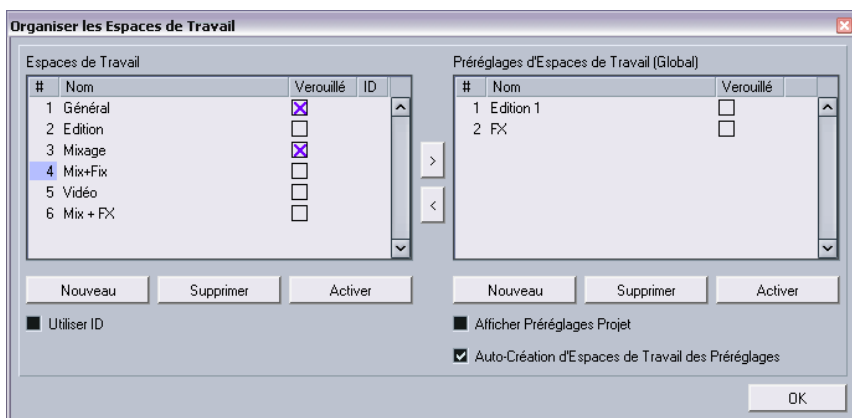 Organiser les Espaces de Travail
Espaces de Travail
# Nom Verouillé ID
1 Général
2 Edition
3 Mixage
4 Mix+Fix
5 Vidéo
6 Mix + FX
Nouveau Supprimer Activer
Utiliser ID
>
<
Préréglages d'Espaces de Travail (Global)
# Nom Verouillé
1 Edition 1
2 FX
Nouveau Supprimer Activer
Afficher Préréglages Projet
Auto-Création d'Espaces de Travail des Préréglages
OK